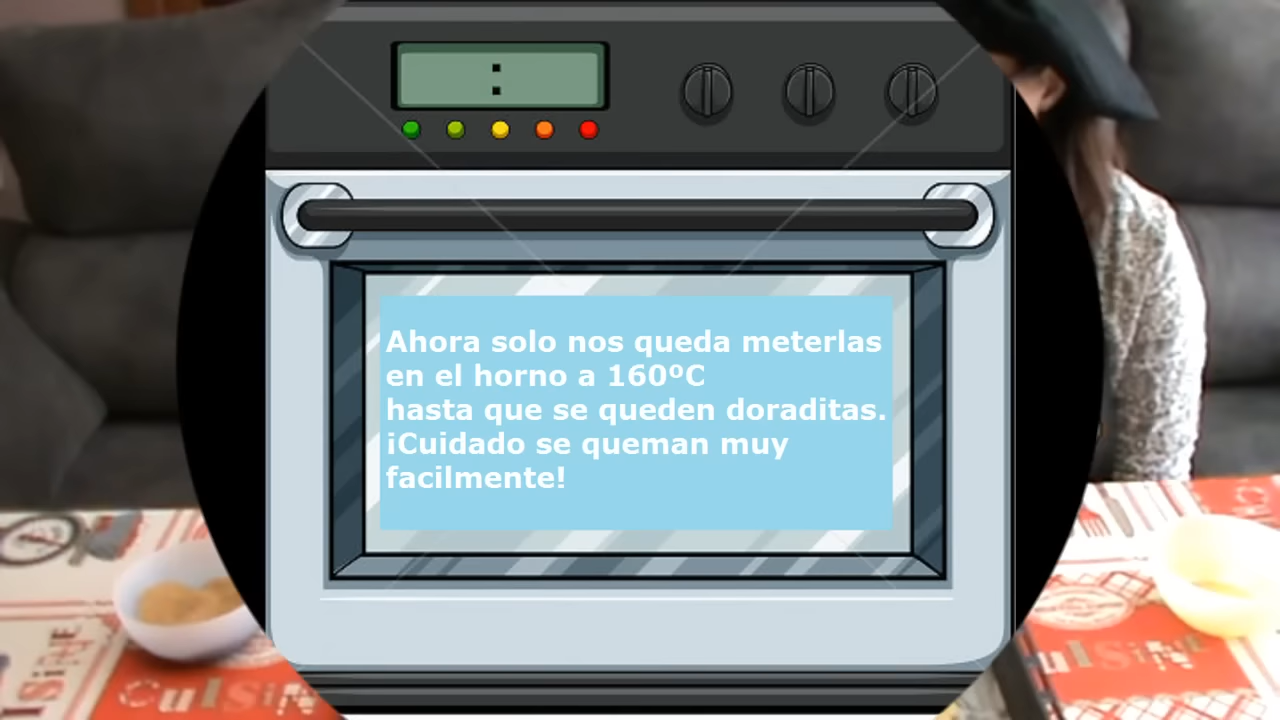 :
Ahora solo nos queda meterlas
en el horno a 160ºC
hasta que se queden doraditas.
¡Cuidado se queman muy
facilmente!